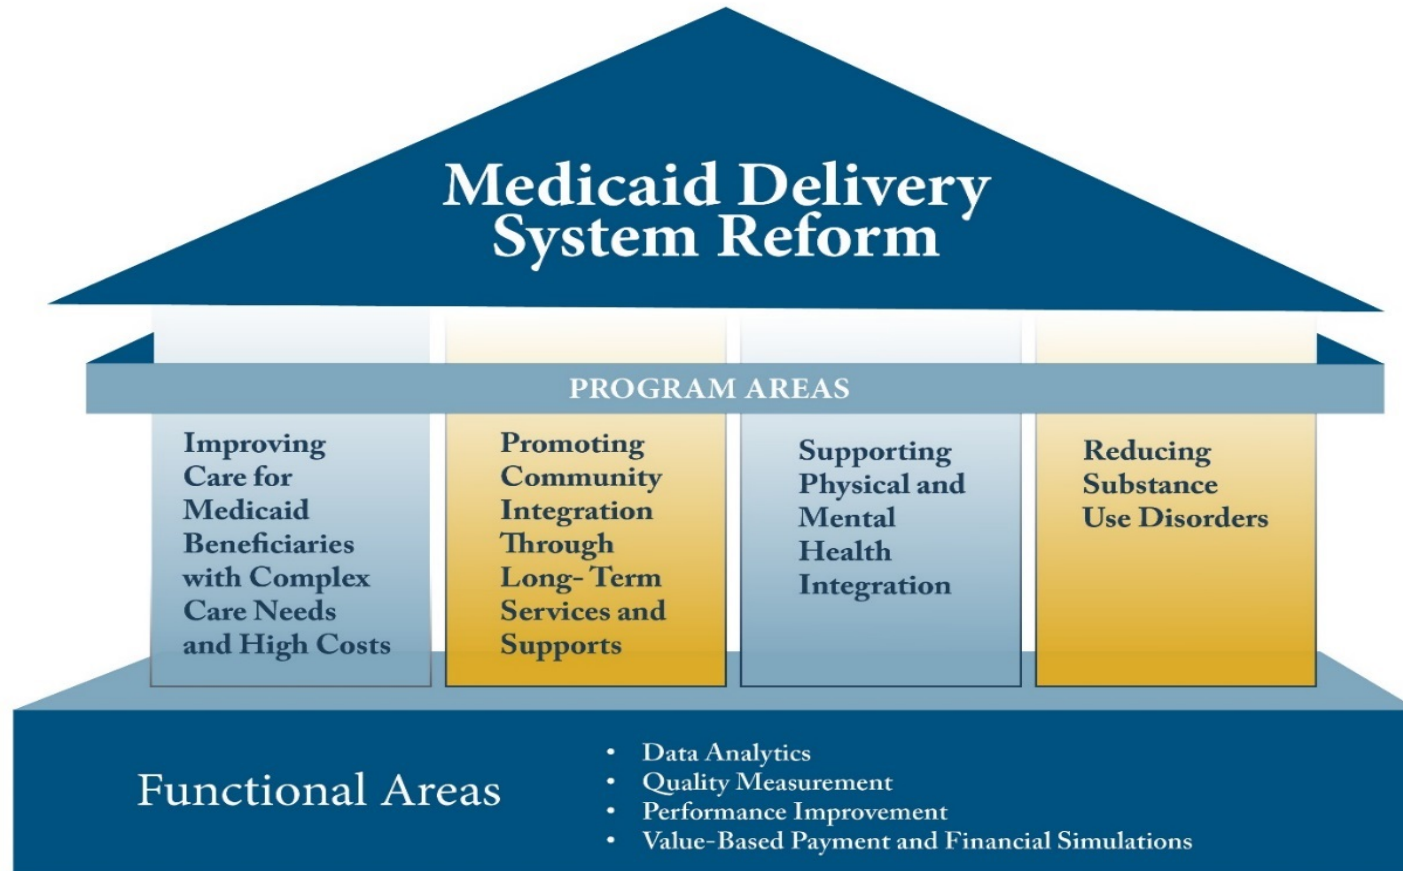 Medicaid Delivery
System Reform
PROGRAM AREAS
Improving
Care for
Medicaid
Beneficiaries
with Complex
Care Needs
and High Costs
Promoting
Community
Integration
Through
Long- Term
Services and
Supports
Supporting
Physical and
Mental
Health
Integration
Reducing
Substance
Use Disorders
Functional Areas
• Data Analytics
• Quality Measurement
• Performance Improvement
• Value-Based Payment and Financial Simulations